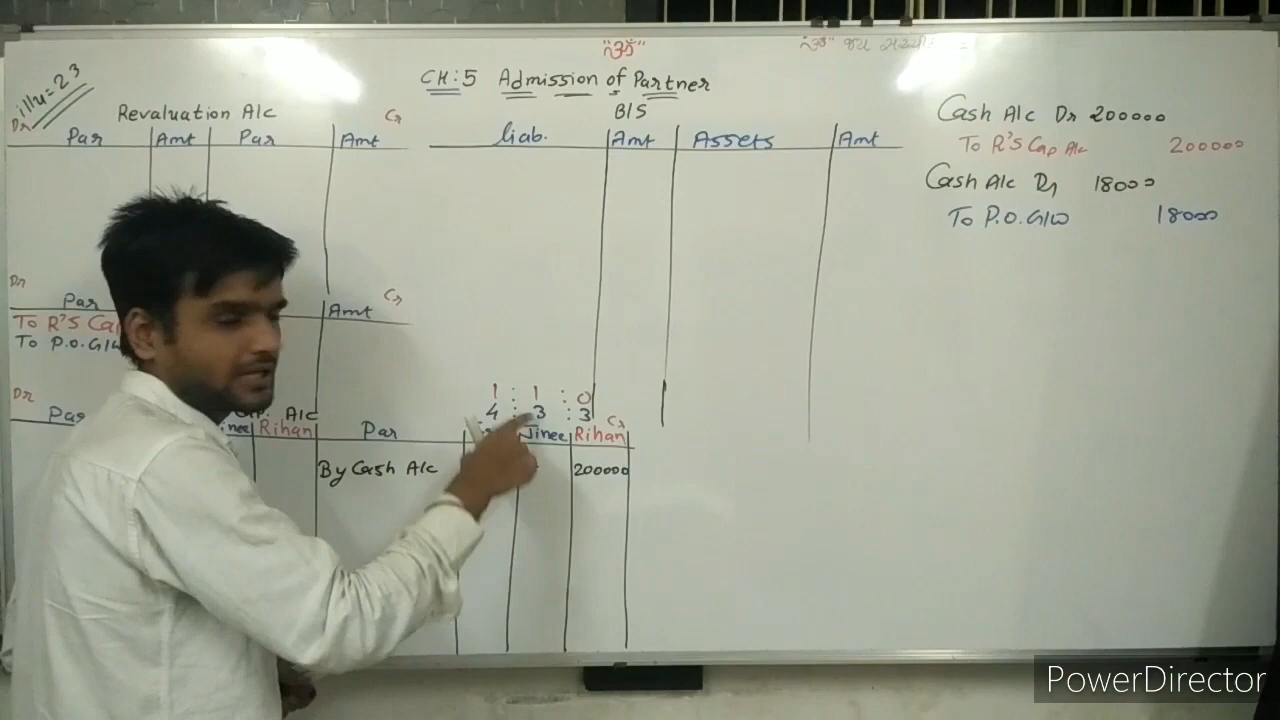 "ૐ"
illu = 23
CH:5 Admission of Partner
Revaluation A/c
Dr Cr
Par Amt Par Amt
B/S
Liab. Amt Assets Amt
Cash A/c Dr 200000
To R's Cap A/c 200000
Cash A/c Dr 18000
To P.O.G/W 18000
Dr Cr
Par Amt
To R's Ca
To P.O.G/W
1 : 1 : 0
4 : 3 : 3
Dr A/c Cr
Par Rihan Par Jinee Rihan
By Cash A/c - 200000
PowerDirector